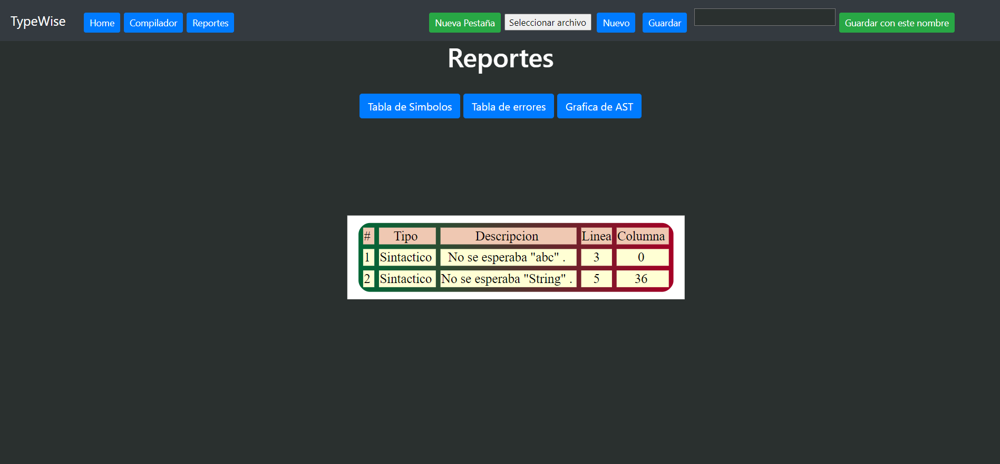 TypeWise Home Compilador Reportes Nueva Pestaña Seleccionar archivo Nuevo Guardar Guardar con este nombre
Reportes
Tabla de Simbolos Tabla de errores Grafica de AST
# Tipo Descripcion Linea Columna
1 Sintactico No se esperaba "abc" . 3 0
2 Sintactico No se esperaba "String" . 5 36